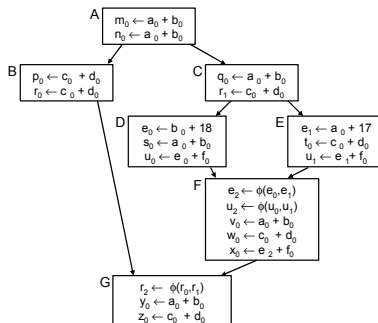 A
m₀ ← a₀ + b₀
n₀ ← a₀ + b₀
B
p₀ ← c₀ + d₀
r₀ ← c₀ + d₀
C
q₀ ← a₀ + b₀
r₁ ← c₀ + d₀
D
e₀ ← b₀ + 18
s₀ ← a₀ + b₀
u₀ ← e₀ + f₀
E
e₁ ← a₀ + 17
t₀ ← c₀ + d₀
u₁ ← e₁ + f₀
F
e₂ ← ϕ(e₀,e₁)
u₂ ← ϕ(u₀,u₁)
v₀ ← a₀ + b₀
w₀ ← c₀ + d₀
x₀ ← e₂ + f₀
G
r₂ ← ϕ(r₀,r₁)
y₀ ← a₀ + b₀
z₀ ← c₀ + d₀